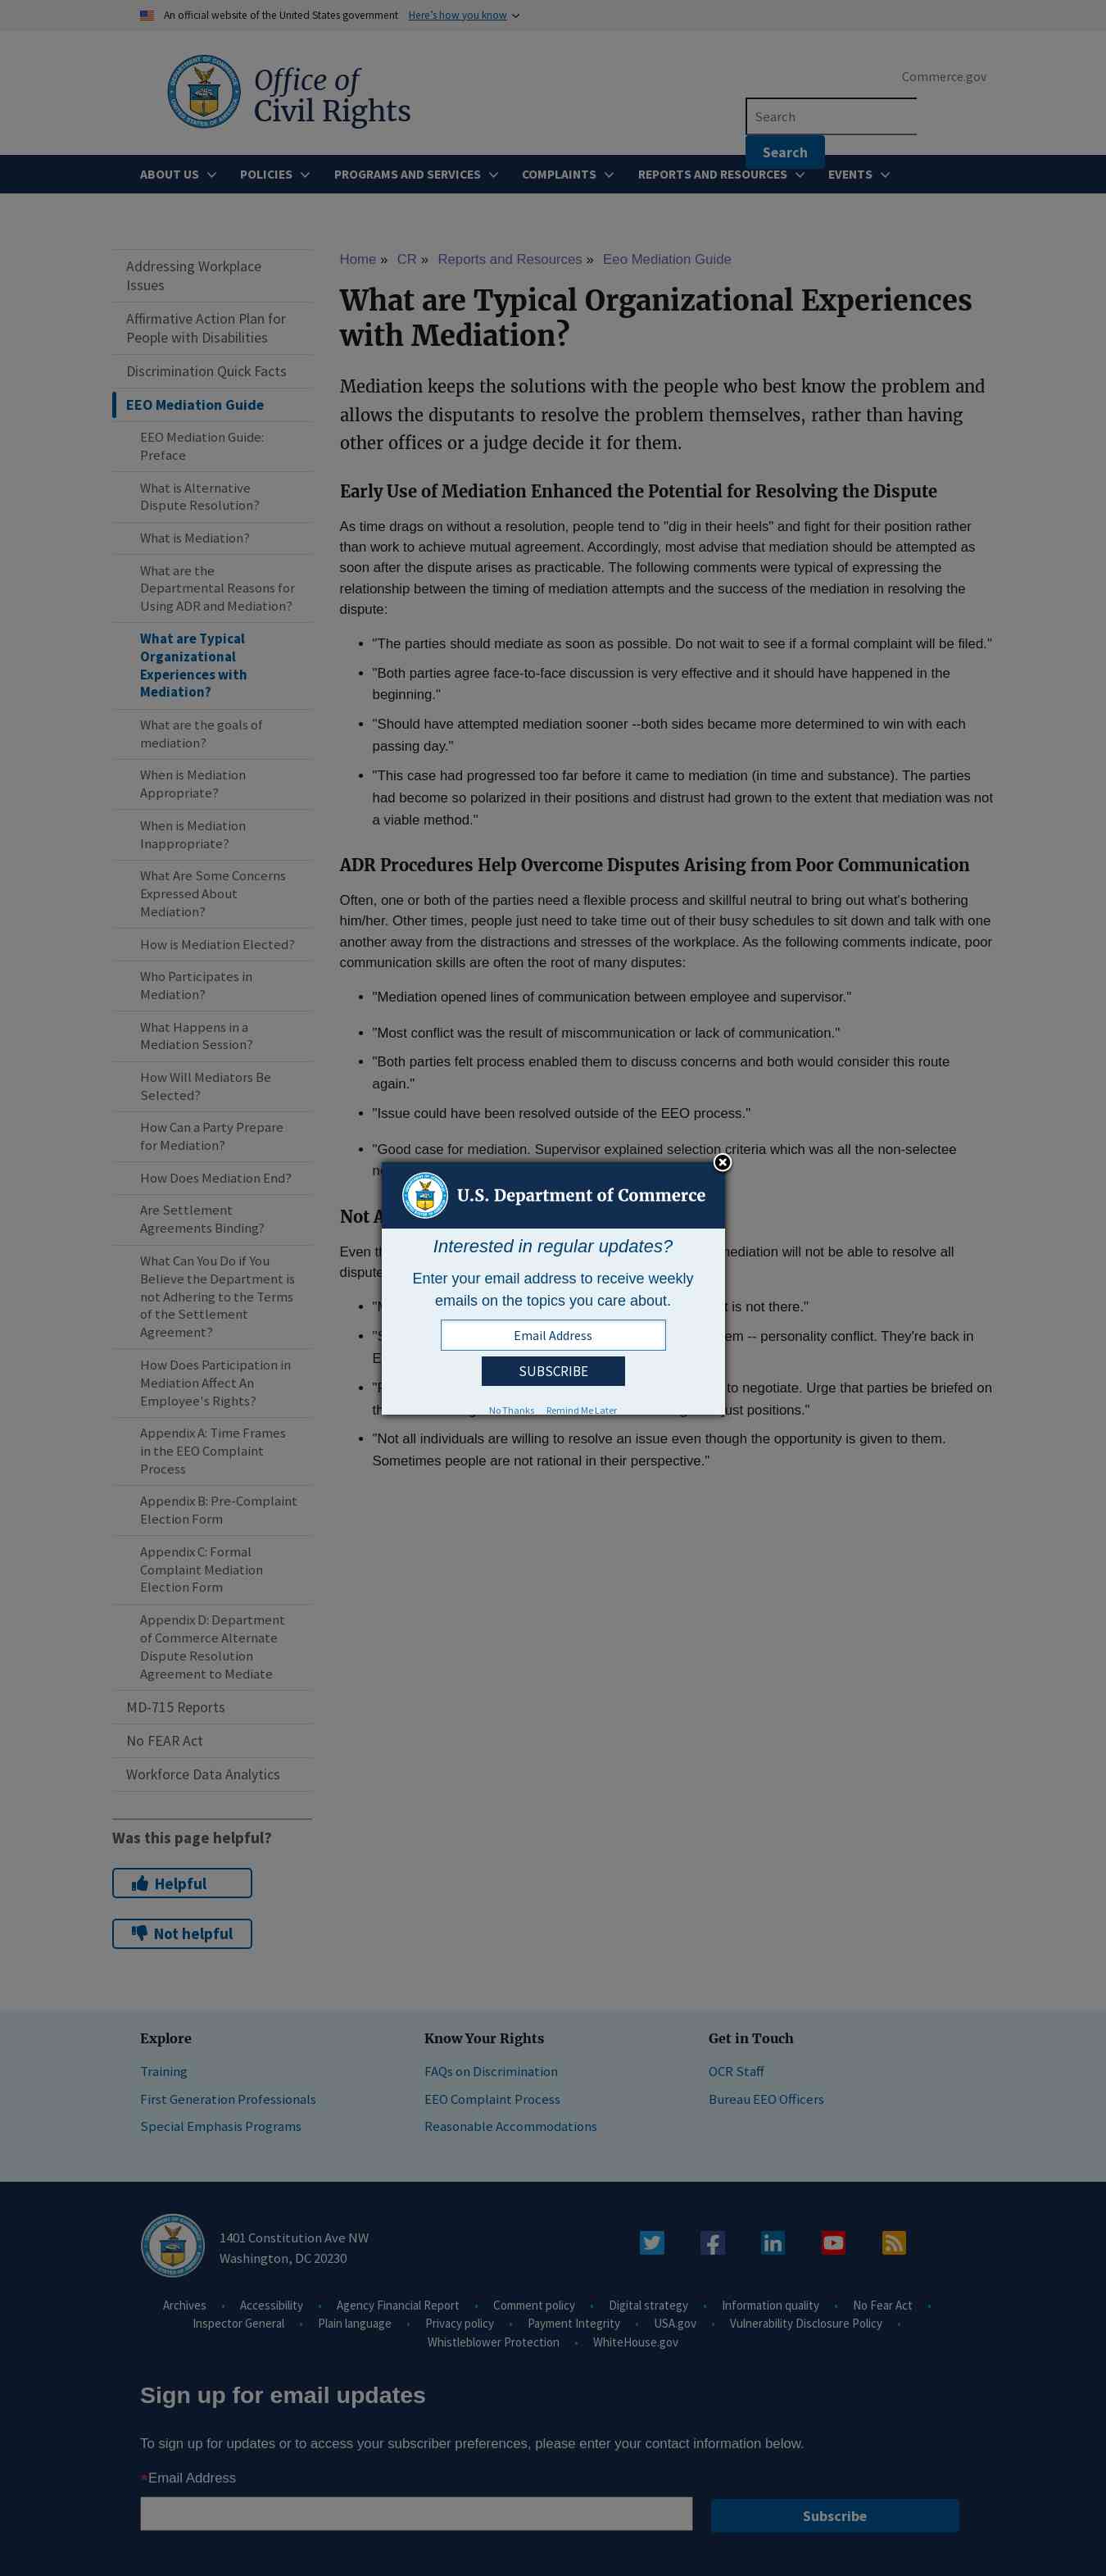 An official website of the United States government Here's how you know
Office of
Civil Rights
Commerce.gov
Search
Search
ABOUT US POLICIES PROGRAMS AND SERVICES COMPLAINTS REPORTS AND RESOURCES EVENTS
Addressing Workplace
Issues
Affirmative Action Plan for
People with Disabilities
Discrimination Quick Facts
EEO Mediation Guide
EEO Mediation Guide:
Preface
What is Alternative
Dispute Resolution?
What is Mediation?
What are the
Departmental Reasons for
Using ADR and Mediation?
What are Typical
Organizational
Experiences with
Mediation?
What are the goals of
mediation?
When is Mediation
Appropriate?
When is Mediation
Inappropriate?
What Are Some Concerns
Expressed About
Mediation?
How is Mediation Elected?
Who Participates in
Mediation?
What Happens in a
Mediation Session?
How Will Mediators Be
Selected?
How Can a Party Prepare
for Mediation?
How Does Mediation End?
Are Settlement
Agreements Binding?
What Can You Do if You
Believe the Department is
not Adhering to the Terms
of the Settlement
Agreement?
How Does Participation in
Mediation Affect An
Employee's Rights?
Appendix A: Time Frames
in the EEO Complaint
Process
Appendix B: Pre-Complaint
Election Form
Appendix C: Formal
Complaint Mediation
Election Form
Appendix D: Department
of Commerce Alternate
Dispute Resolution
Agreement to Mediate
MD-715 Reports
No FEAR Act
Workforce Data Analytics
Was this page helpful?
Helpful
Not helpful
Home » CR » Reports and Resources » Eeo Mediation Guide
What are Typical Organizational Experiences
with Mediation?
Mediation keeps the solutions with the people who best know the problem and
allows the disputants to resolve the problem themselves, rather than having
other offices or a judge decide it for them.
Early Use of Mediation Enhanced the Potential for Resolving the Dispute
As time drags on without a resolution, people tend to "dig in their heels" and fight for their position rather
than work to achieve mutual agreement. Accordingly, most advise that mediation should be attempted as
soon after the dispute arises as practicable. The following comments were typical of expressing the
relationship between the timing of mediation attempts and the success of the mediation in resolving the
dispute:
• "The parties should mediate as soon as possible. Do not wait to see if a formal complaint will be filed."
• "Both parties agree face-to-face discussion is very effective and it should have happened in the
beginning."
• "Should have attempted mediation sooner --both sides became more determined to win with each
passing day."
• "This case had progressed too far before it came to mediation (in time and substance). The parties
had become so polarized in their positions and distrust had grown to the extent that mediation was not
a viable method."
ADR Procedures Help Overcome Disputes Arising from Poor Communication
Often, one or both of the parties need a flexible process and skillful neutral to bring out what's bothering
him/her. Other times, people just need to take time out of their busy schedules to sit down and talk with one
another away from the distractions and stresses of the workplace. As the following comments indicate, poor
communication skills are often the root of many disputes:
• "Mediation opened lines of communication between employee and supervisor."
• "Most conflict was the result of miscommunication or lack of communication."
• "Both parties felt process enabled them to discuss concerns and both would consider this route
again."
• "Issue could have been resolved outside of the EEO process."
• "Good case for mediation. Supervisor explained selection criteria which was all the non-selectee
Not
Even mediation will not be able to resolve all
• is not there."
• -- personality conflict. They're back in
• to negotiate. Urge that parties be briefed on
just positions."
• "Not all individuals are willing to resolve an issue even though the opportunity is given to them.
Sometimes people are not rational in their perspective."
U.S. Department of Commerce
Interested in regular updates?
Enter your email address to receive weekly
emails on the topics you care about.
Email Address
SUBSCRIBE
No Thanks Remind Me Later
Explore
Training
First Generation Professionals
Special Emphasis Programs
Know Your Rights
FAQs on Discrimination
EEO Complaint Process
Reasonable Accommodations
Get in Touch
OCR Staff
Bureau EEO Officers
1401 Constitution Ave NW
Washington, DC 20230
Archives • Accessibility • Agency Financial Report • Comment policy • Digital strategy • Information quality • No Fear Act •
Inspector General • Plain language • Privacy policy • Payment Integrity • USA.gov • Vulnerability Disclosure Policy •
Whistleblower Protection • WhiteHouse.gov
Sign up for email updates
To sign up for updates or to access your subscriber preferences, please enter your contact information below.
*Email Address
Subscribe